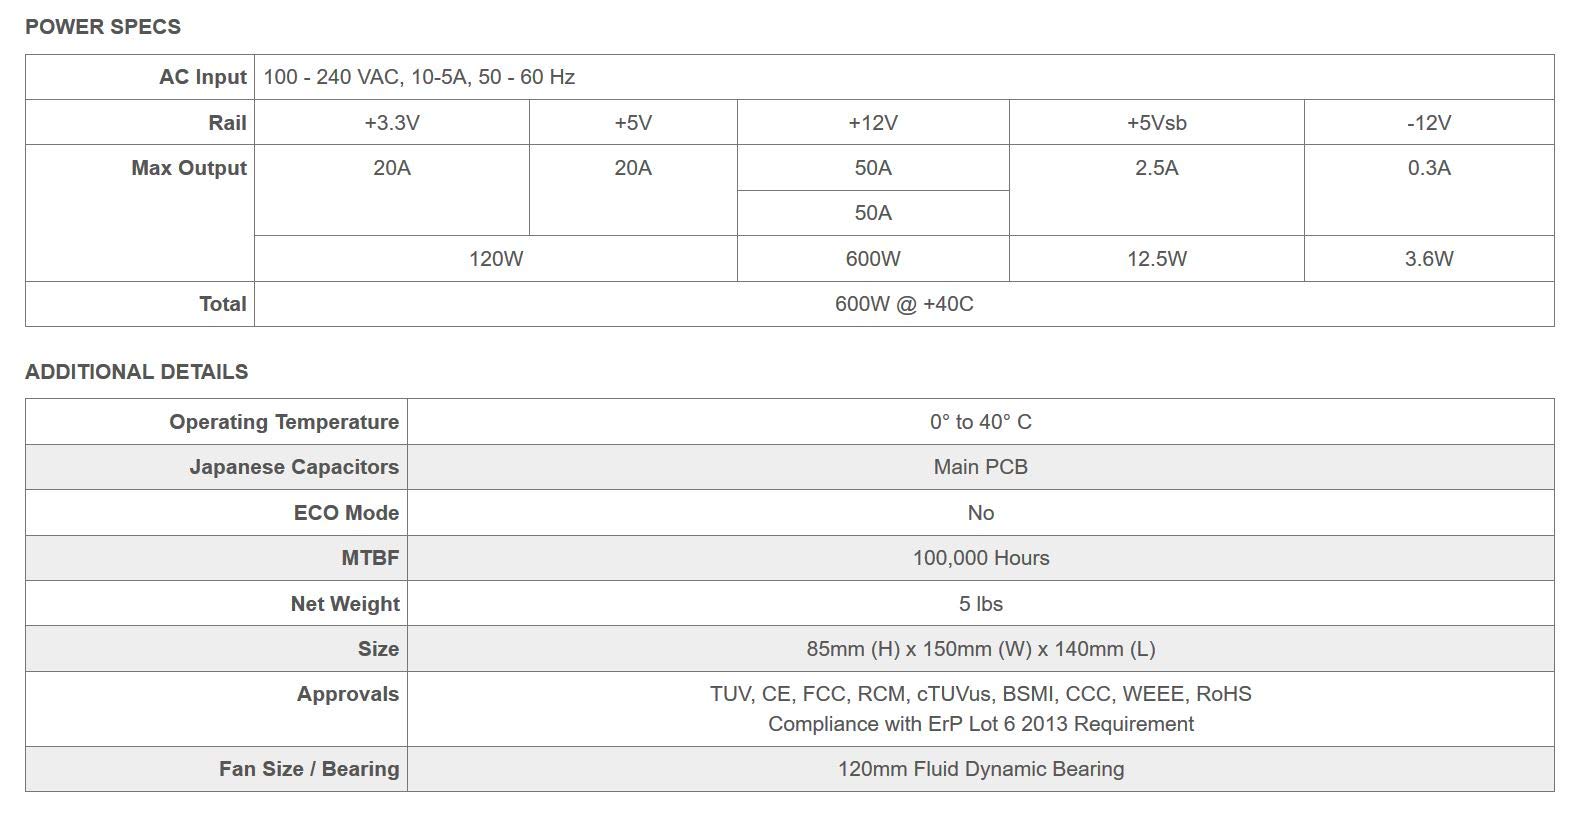 POWER SPECS
AC Input 100 - 240 VAC, 10-5A, 50 - 60 Hz
Rail +3.3V +5V +12V +5Vsb -12V
Max Output 20A 20A 50A 2.5A 0.3A
50A
120W 600W 12.5W 3.6W
Total 600W @ +40C
ADDITIONAL DETAILS
Operating Temperature 0° to 40° C
Japanese Capacitors Main PCB
ECO Mode No
MTBF 100,000 Hours
Net Weight 5 lbs
Size 85mm (H) x 150mm (W) x 140mm (L)
Approvals TUV, CE, FCC, RCM, cTUVus, BSMI, CCC, WEEE, RoHS
Compliance with ErP Lot 6 2013 Requirement
Fan Size / Bearing 120mm Fluid Dynamic Bearing